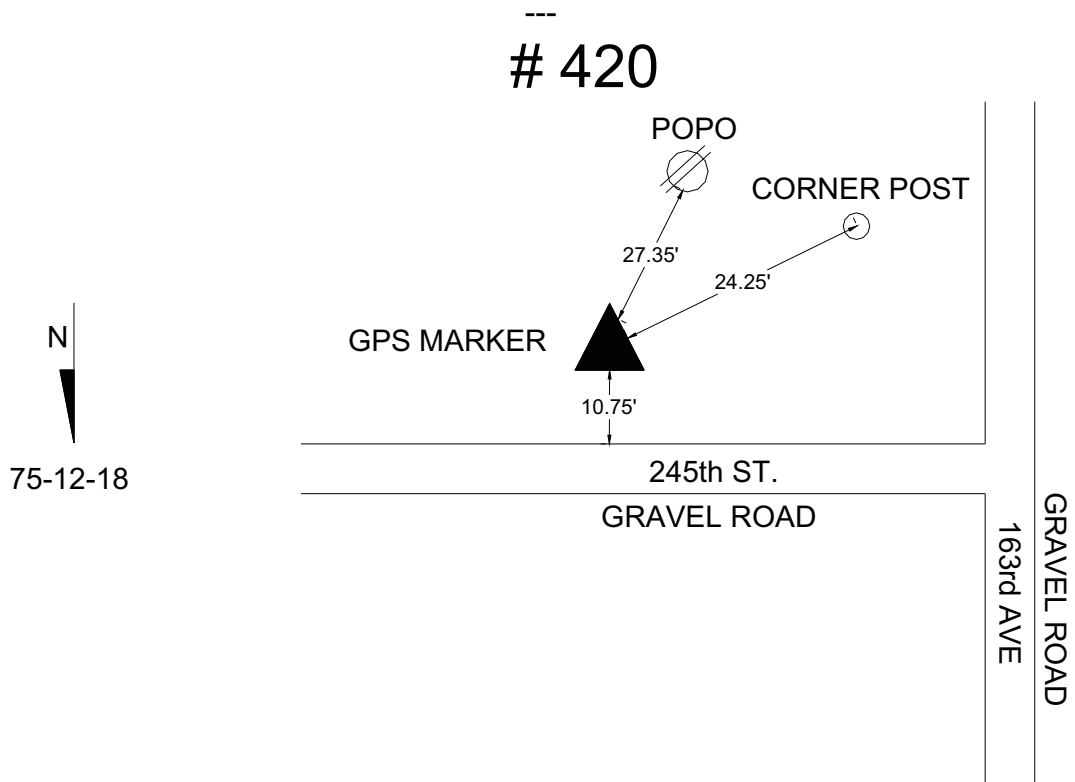 ---
# 420
POPO
CORNER POST
27.35'
24.25'
N
GPS MARKER
10.75'
75-12-18
245th ST.
GRAVEL ROAD
163rd AVE
GRAVEL ROAD